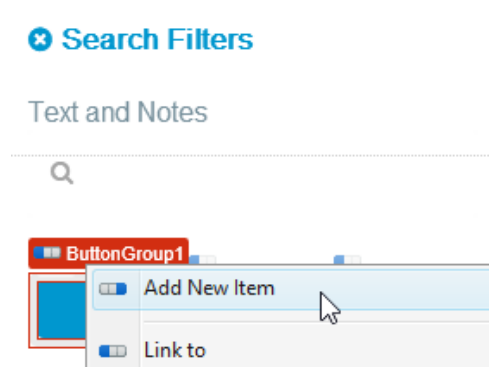 Search Filters
Text and Notes
ButtonGroup1
Add New Item
Link to